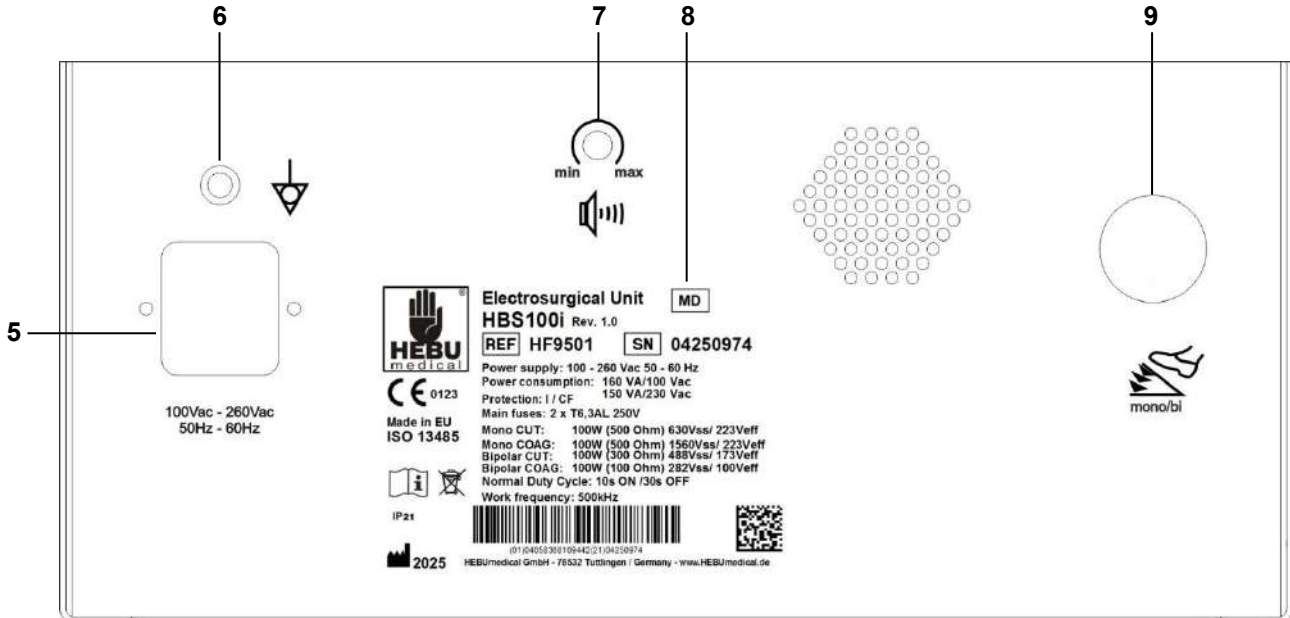 6
7
8
9
min max
5
100Vac - 260Vac
50Hz - 60Hz
®
HEBU
medical
Electrosurgical Unit MD
HBS100i Rev. 1.0
REF HF9501 SN 04250974
Power supply: 100 - 260 Vac 50 - 60 Hz
Power consumption: 160 VA/100 Vac
150 VA/230 Vac
Protection: I / CF
Main fuses: 2 x T6,3AL 250V
Mono CUT: 100W (500 Ohm) 630Vss/ 223Veff
Mono COAG: 100W (500 Ohm) 1560Vss/ 223Veff
Bipolar CUT: 100W (300 Ohm) 488Vss/ 173Veff
Bipolar COAG: 100W (100 Ohm) 282Vss/ 100Veff
Normal Duty Cycle: 10s ON /30s OFF
Work frequency: 500kHz
CE 0123
Made in EU
ISO 13485
i
IP21
2025
(01)04058368109442(21)04250974
HEBUmedical GmbH - 78532 Tuttlingen / Germany - www.HEBUmedical.de
mono/bi